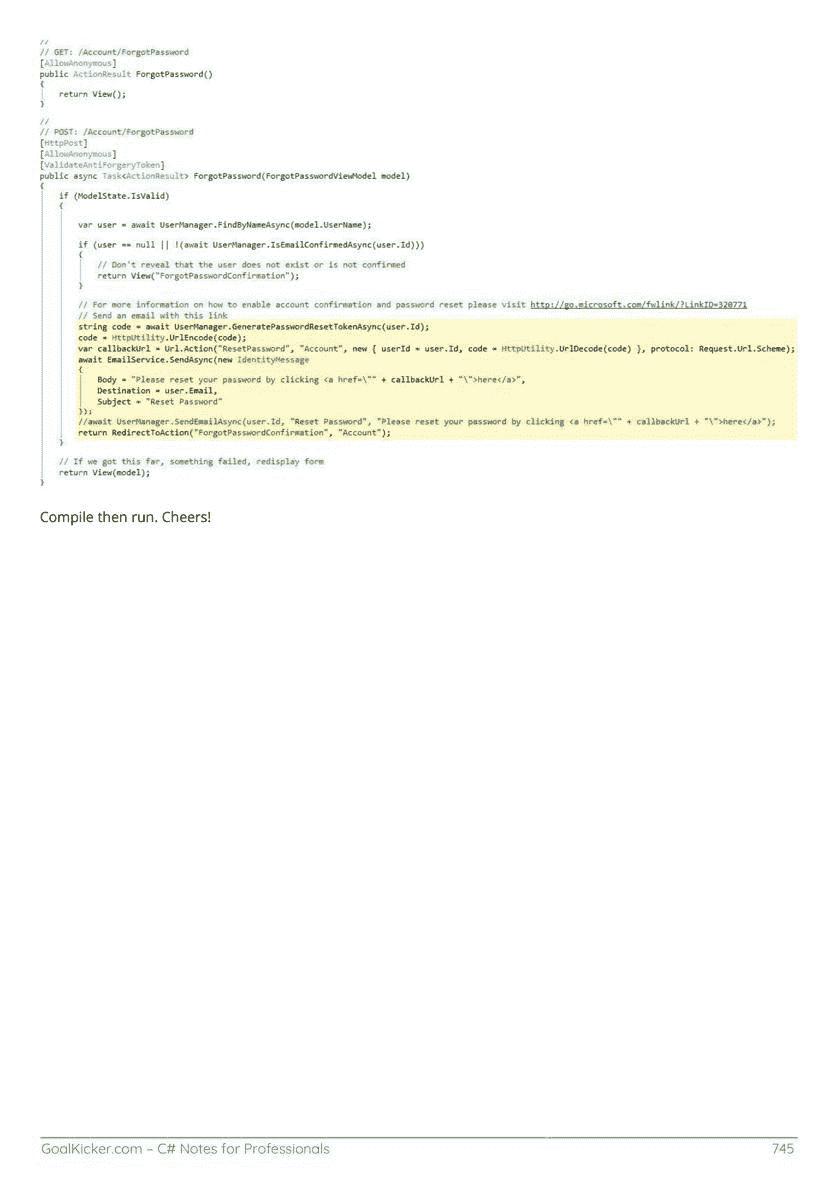 //
// GET: /Account/ForgotPassword
[AllowAnonymous]
public ActionResult ForgotPassword()
{
return View();
}
//
// POST: /Account/ForgotPassword
[HttpPost]
[AllowAnonymous]
[ValidateAntiForgeryToken]
public async Task<ActionResult> ForgotPassword(ForgotPasswordViewModel model)
{
if (ModelState.IsValid)
{
var user = await UserManager.FindByNameAsync(model.UserName);
if (user == null || !(await UserManager.IsEmailConfirmedAsync(user.Id)))
{
// Don't reveal that the user does not exist or is not confirmed
return View("ForgotPasswordConfirmation");
}
// For more information on how to enable account confirmation and password reset please visit http://go.microsoft.com/fwlink/?LinkID=320771
// Send an email with this link
string code = await UserManager.GeneratePasswordResetTokenAsync(user.Id);
code = HttpUtility.UrlEncode(code);
var callbackUrl = Url.Action("ResetPassword", "Account", new { userId = user.Id, code = HttpUtility.UrlDecode(code) }, protocol: Request.Url.Scheme);
await EmailService.SendAsync(new IdentityMessage
{
Body = "Please reset your password by clicking <a href=\"" + callbackUrl + "\">here</a>",
Destination = user.Email,
Subject = "Reset Password"
});
//await UserManager.SendEmailAsync(user.Id, "Reset Password", "Please reset your password by clicking <a href=\"" + callbackUrl + "\">here</a>");
return RedirectToAction("ForgotPasswordConfirmation", "Account");
}
// If we got this far, something failed, redisplay form
return View(model);
}
Compile then run. Cheers!
GoalKicker.com – C# Notes for Professionals 745